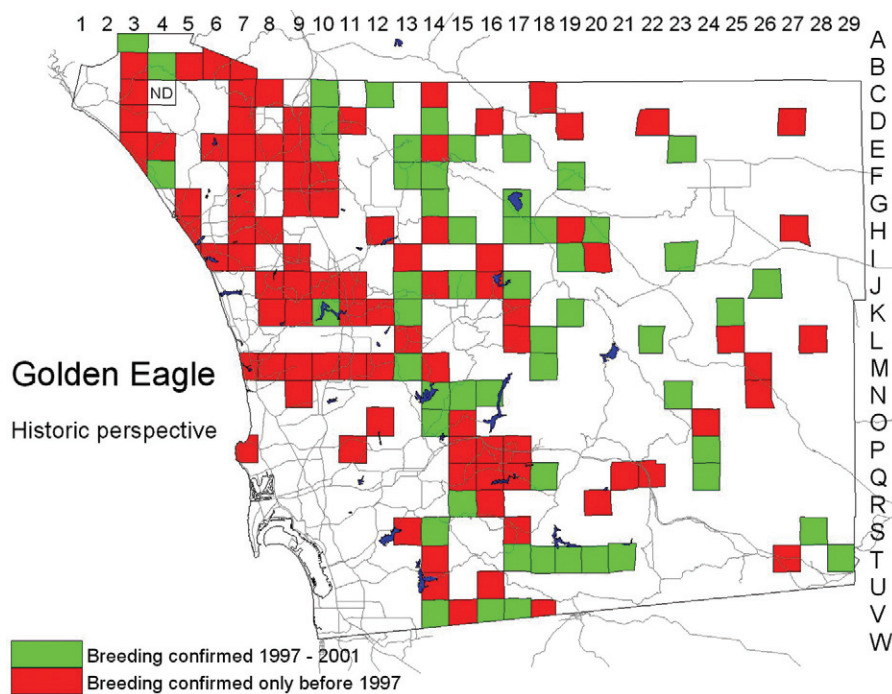 1 2 3 4 5 6 7 8 9 10 11 12 13 14 15 16 17 18 19 20 21 22 23 24 25 26 27 28 29
A
B
C
D
E
F
G
H
I
J
K
L
M
N
O
P
Q
R
S
T
U
V
W
ND
Golden Eagle
Historic perspective
Breeding confirmed 1997 - 2001
Breeding confirmed only before 1997